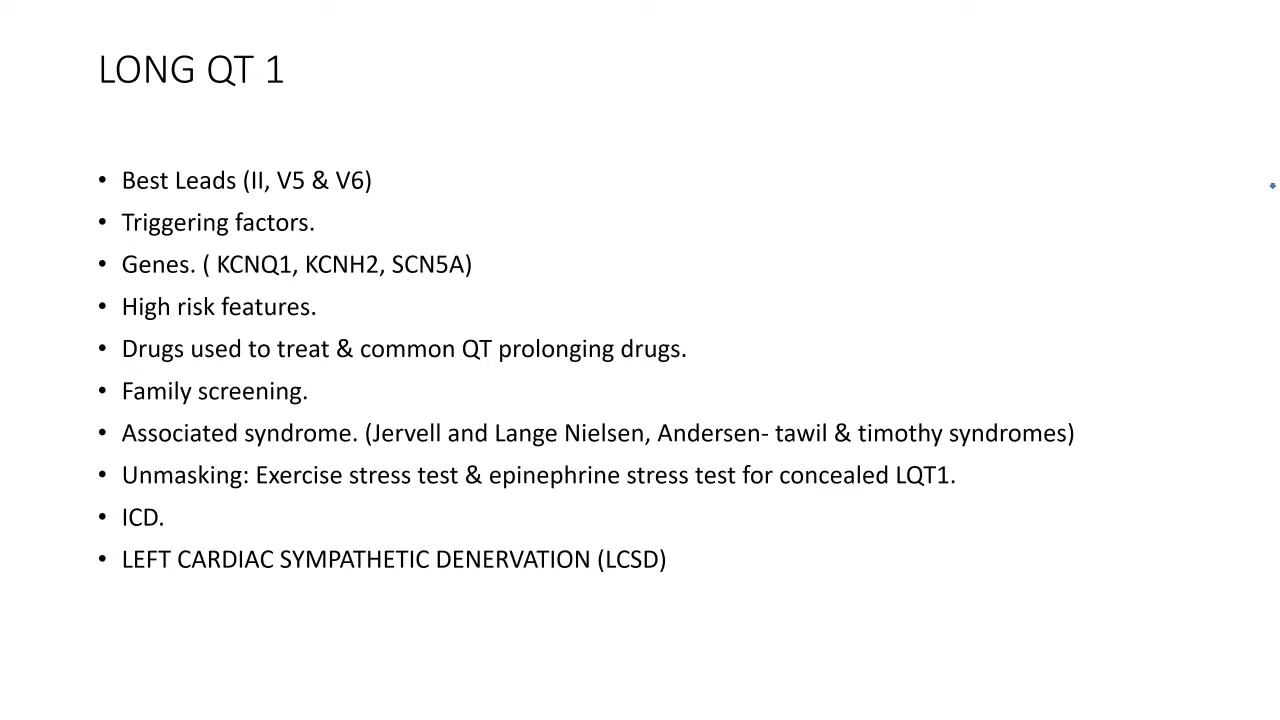 LONG QT 1
• Best Leads (II, V5 & V6)
• Triggering factors.
• Genes. ( KCNQ1, KCNH2, SCN5A)
• High risk features.
• Drugs used to treat & common QT prolonging drugs.
• Family screening.
• Associated syndrome. (Jervell and Lange Nielsen, Andersen- tawil & timothy syndromes)
• Unmasking: Exercise stress test & epinephrine stress test for concealed LQT1.
• ICD.
• LEFT CARDIAC SYMPATHETIC DENERVATION (LCSD)